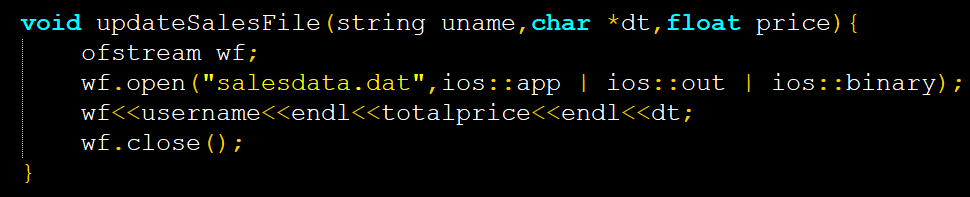 void updateSalesFile(string uname,char *dt,float price){
    ofstream wf;
    wf.open("salesdata.dat",ios::app | ios::out | ios::binary);
    wf<<username<<endl<<totalprice<<endl<<dt;
    wf.close();
}